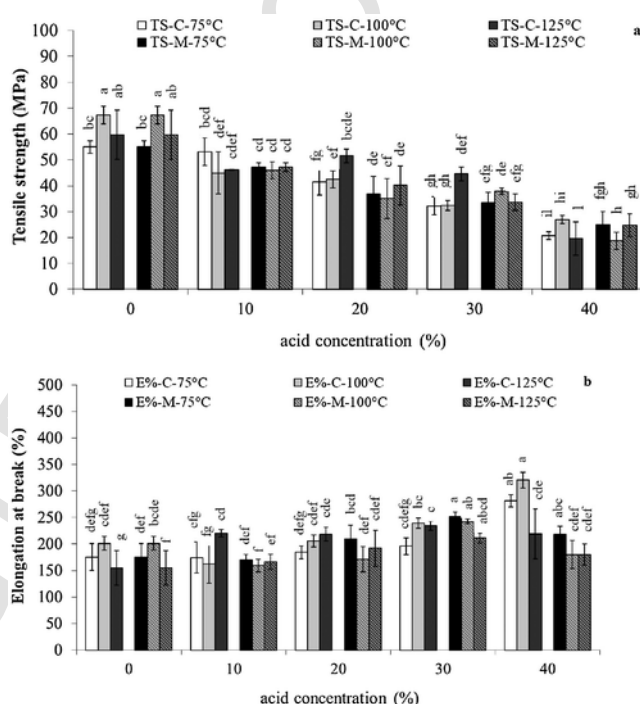 TS-C-75°C TS-C-100°C TS-C-125°C a
TS-M-75°C TS-M-100°C TS-M-125°C
Tensile strength (MPa)
100
90
80
70
60
50
40
30
20
10
0
bc a ab bc a ab
bcd def cdef cd cd cd
fg ef bcde de ef de
gh gh def efg de efg
il hi l fgh h gh
0 10 20 30 40
acid concentration (%)
E%-C-75°C E%-C-100°C E%-C-125°C b
E%-M-75°C E%-M-100°C E%-M-125°C
Elongation at break (%)
500
450
400
350
300
250
200
150
100
50
0
defg cdef g def bcde f
efg fg cd def f ef
defg cdef cde bcd def cdef
cdefg bc c a ab abcd
ab a cde abc cdef cdef
0 10 20 30 40
acid concentration (%)